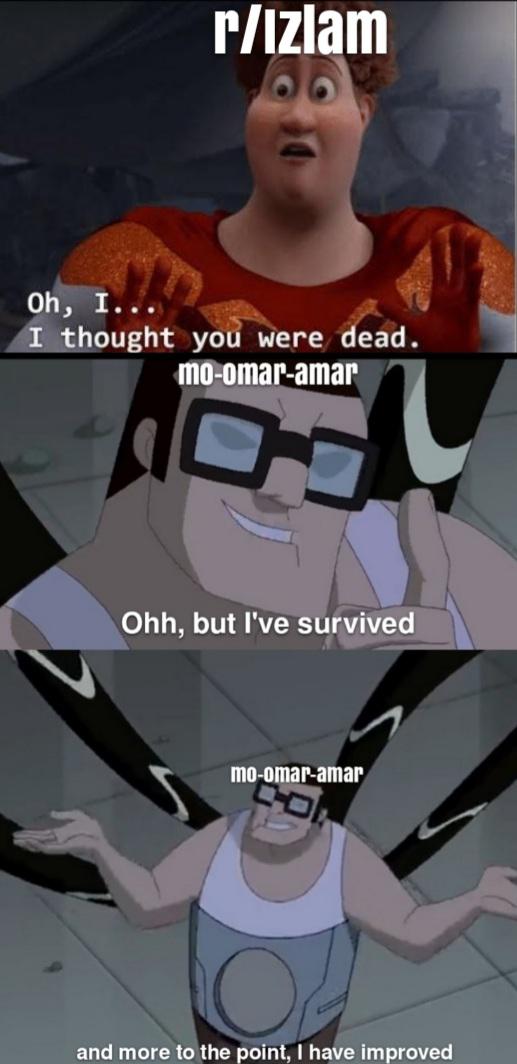 r/Izlam
Oh, I...
I thought you were dead.
mo-omar-amar
Ohh, but I've survived
mo-omar-amar
and more to the point, I have improved